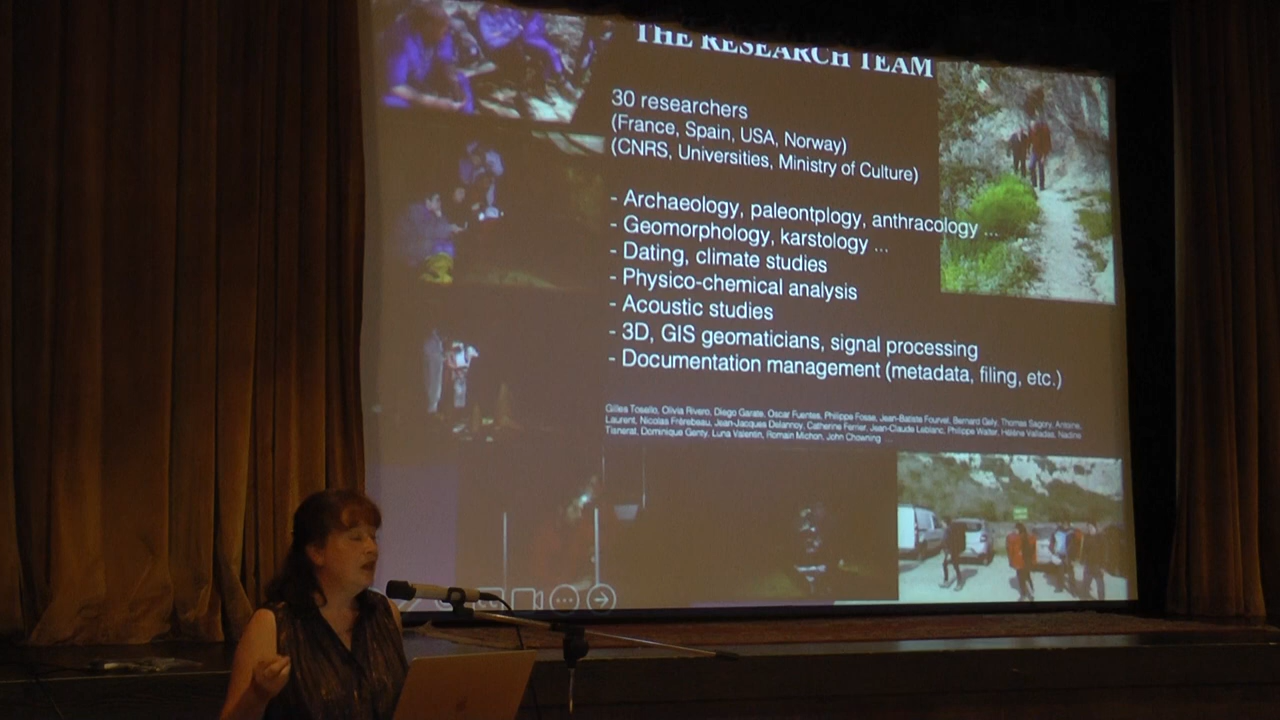 THE RESEARCH TEAM
30 researchers
(France, Spain, USA, Norway)
(CNRS, Universities, Ministry of Culture)
- Archaeology, paleontplogy, anthracology ...
- Geomorphology, karstology ...
- Dating, climate studies
- Physico-chemical analysis
- Acoustic studies
- 3D, GIS geomaticians, signal processing
- Documentation management (metadata, filing, etc.)
Gilles Tosello, Olivia Rivero, Diego Garate, Oscar Fuentes, Philippe Fosse, Jean-Batiste Fourvel, Bernard Gely, Thomas Sagory, Antoine,
Laurent, Nicolas Frèrebeau, Jean-Jacques Delannoy, Catherine Ferrier, Jean-Claude Leblanc, Philippe Walter, Hélène Valladas, Nadine
Tisnerat, Dominique Genty, Luna Valentin, Romain Michon, John Chowning ...